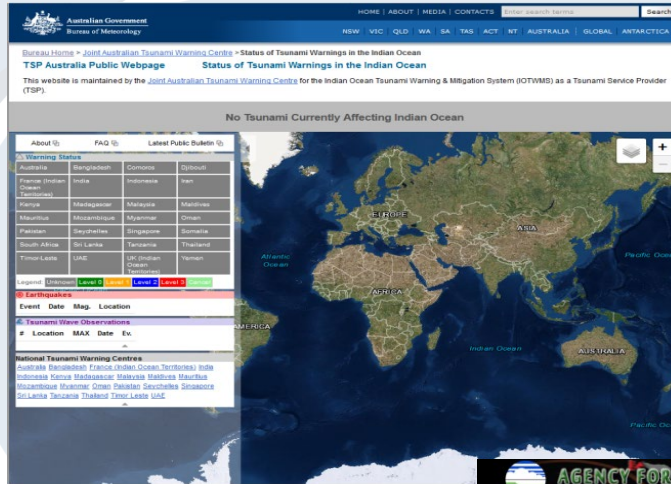 Australian Government
Bureau of Meteorology
HOME | ABOUT | MEDIA | CONTACTS
Enter search terms
Search
NSW VIC QLD WA SA TAS ACT NT AUSTRALIA GLOBAL ANTARCTICA
Bureau Home > Joint Australian Tsunami Warning Centre > Status of Tsunami Warnings in the Indian Ocean
TSP Australia Public Webpage Status of Tsunami Warnings in the Indian Ocean
This website is maintained by the Joint Australian Tsunami Warning Centre for the Indian Ocean Tsunami Warning & Mitigation System (IOTWMS) as a Tsunami Service Provider
(TSP).
No Tsunami Currently Affecting Indian Ocean
About FAQ Latest Public Bulletin
Warning Status
Australia Bangladesh Comoros Djibouti
France (Indian Ocean Territories) India Indonesia Iran
Kenya Madagascar Malaysia Maldives
Mauritius Mozambique Myanmar Oman
Pakistan Seychelles Singapore Somalia
South Africa Sri Lanka Tanzania Thailand
Timor-Leste UAE UK (Indian Ocean Territories) Yemen
Legend: Unknown Level 0 Level 1 Level 2 Level 3 Cancel
Earthquakes
Event Date Mag. Location
Tsunami Wave Observations
# Location MAX Date Ev.
National Tsunami Warning Centres
Australia Bangladesh France (Indian Ocean Territories) India
Indonesia Kenya Madagascar Malaysia Maldives Mauritius
Mozambique Myanmar Oman Pakistan Seychelles Singapore
Sri Lanka Tanzania Thailand Timor Leste UAE
EUROPE
ASIA
Atlantic
Ocean
Pacific Oce
AFRICA
MERICA
Indian Ocean
AUSTRALIA
Pacific Oc
AGENCY FOR